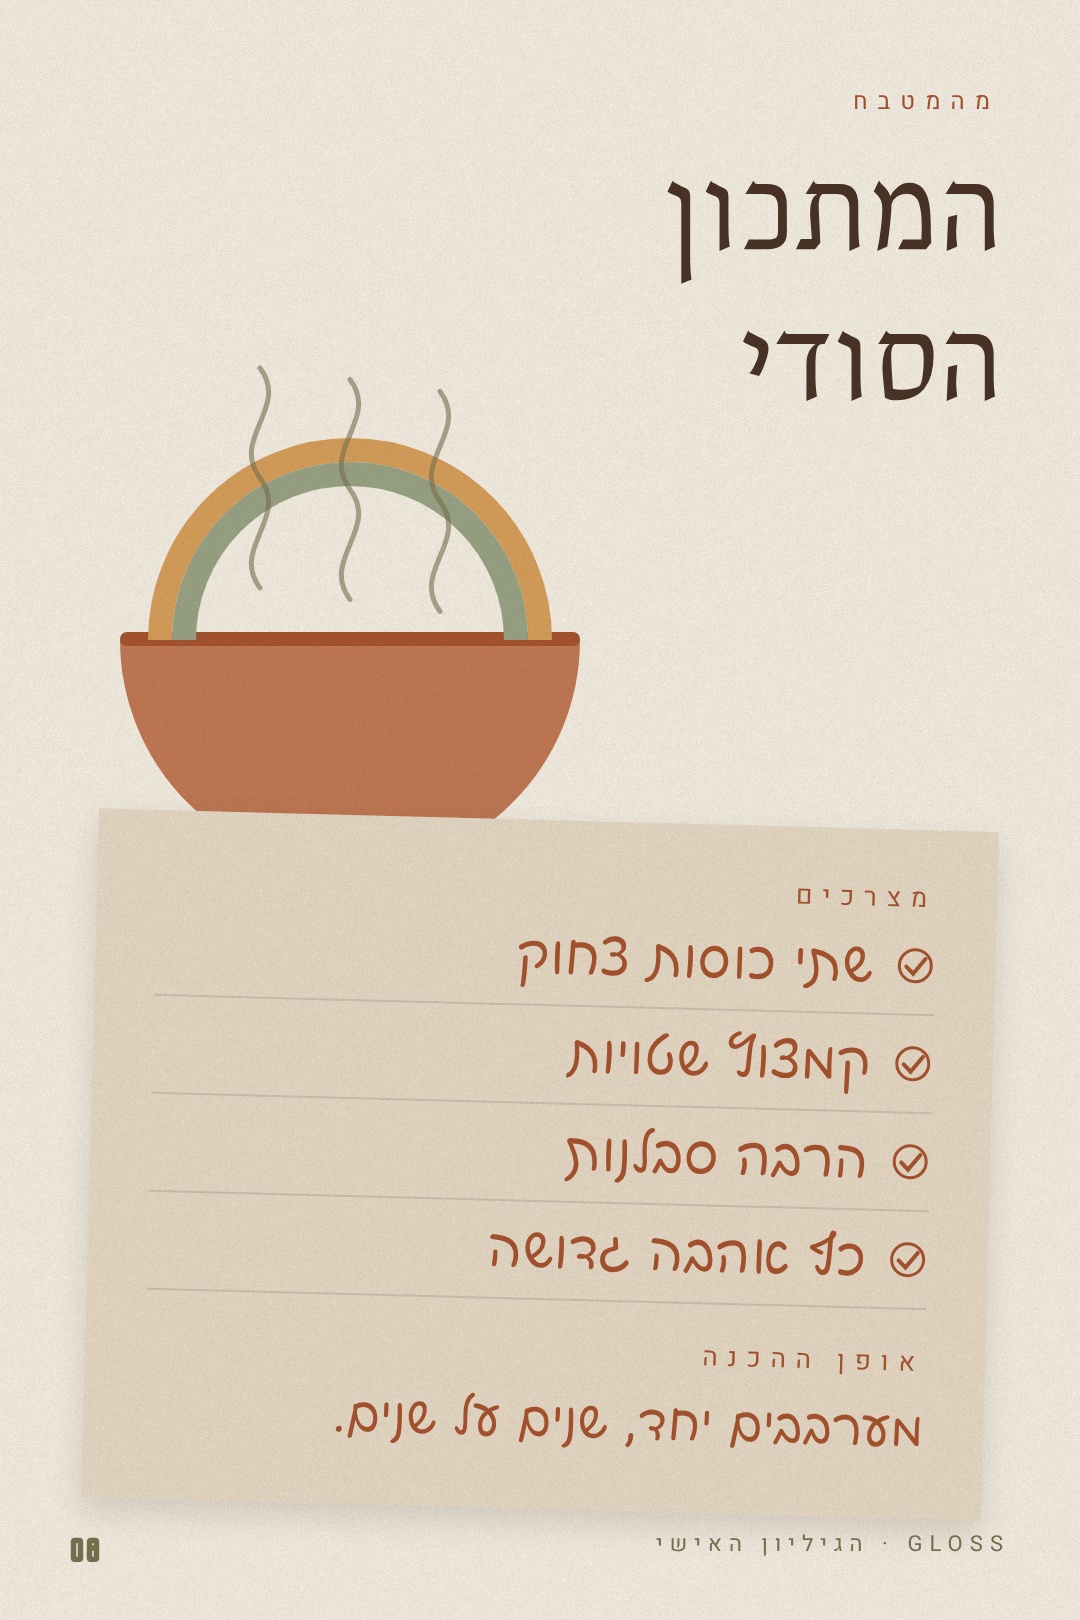 מהמטבח
המתכון
הסודי
מצרכים
שתי כוסות צחוק
קמצוץ שטויות
הרבה סבלנות
כף אהבה גדושה
אופן ההכנה
מערבבים יחד, שנים על שנים.
GLOSS · הגיליון האישי
08